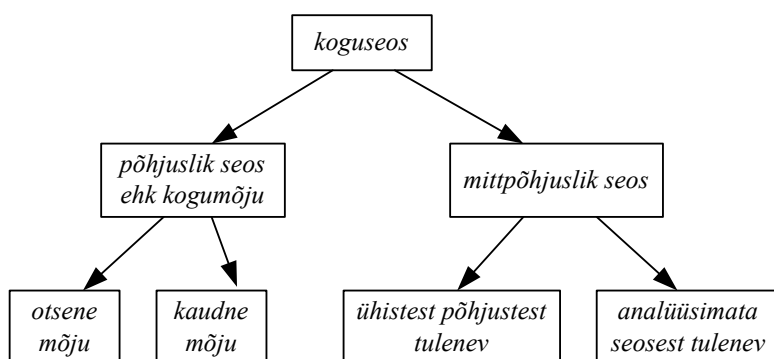 koguseos
põhjuslik seos
ehk kogumõju
mittpõhjuslik seos
otsene
mõju
kaudne
mõju
ühistest põhjustest
tulenev
analüüsimata
seosest tulenev